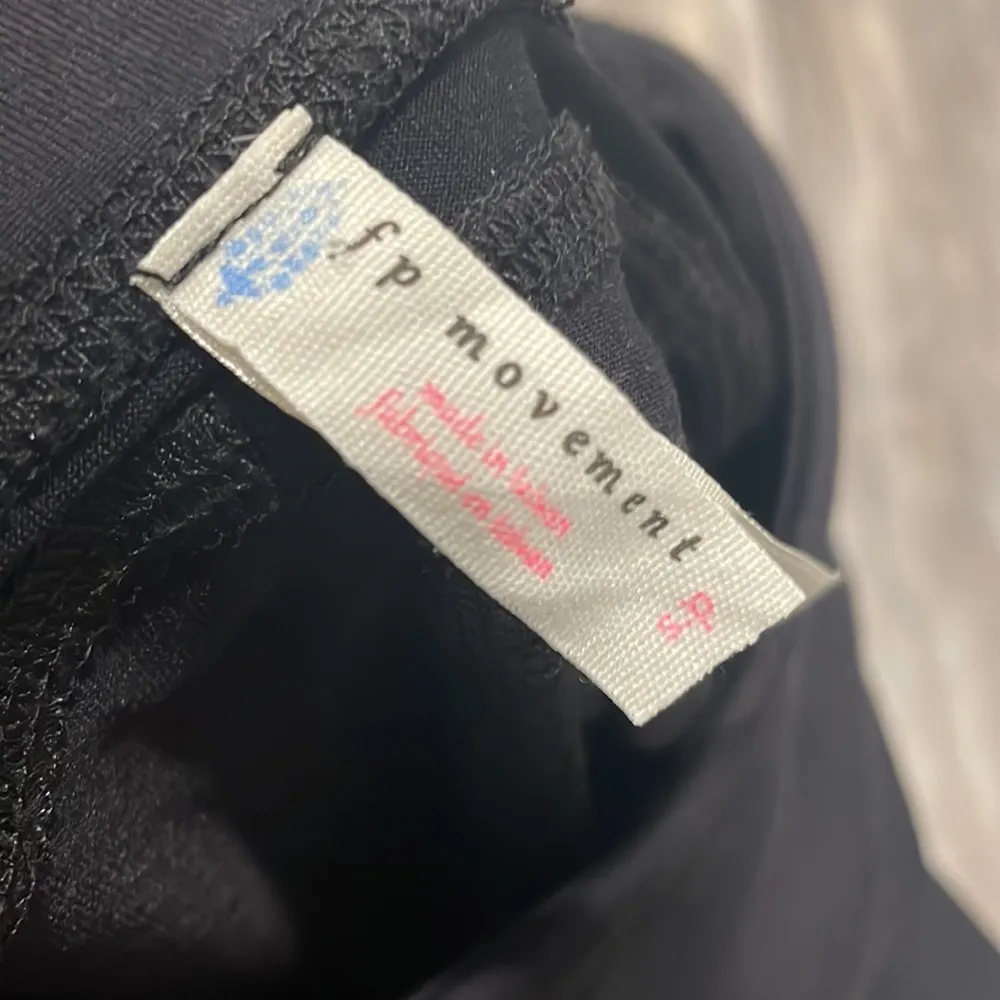 fp movement
made in taiwan
fabriqué en taiwan